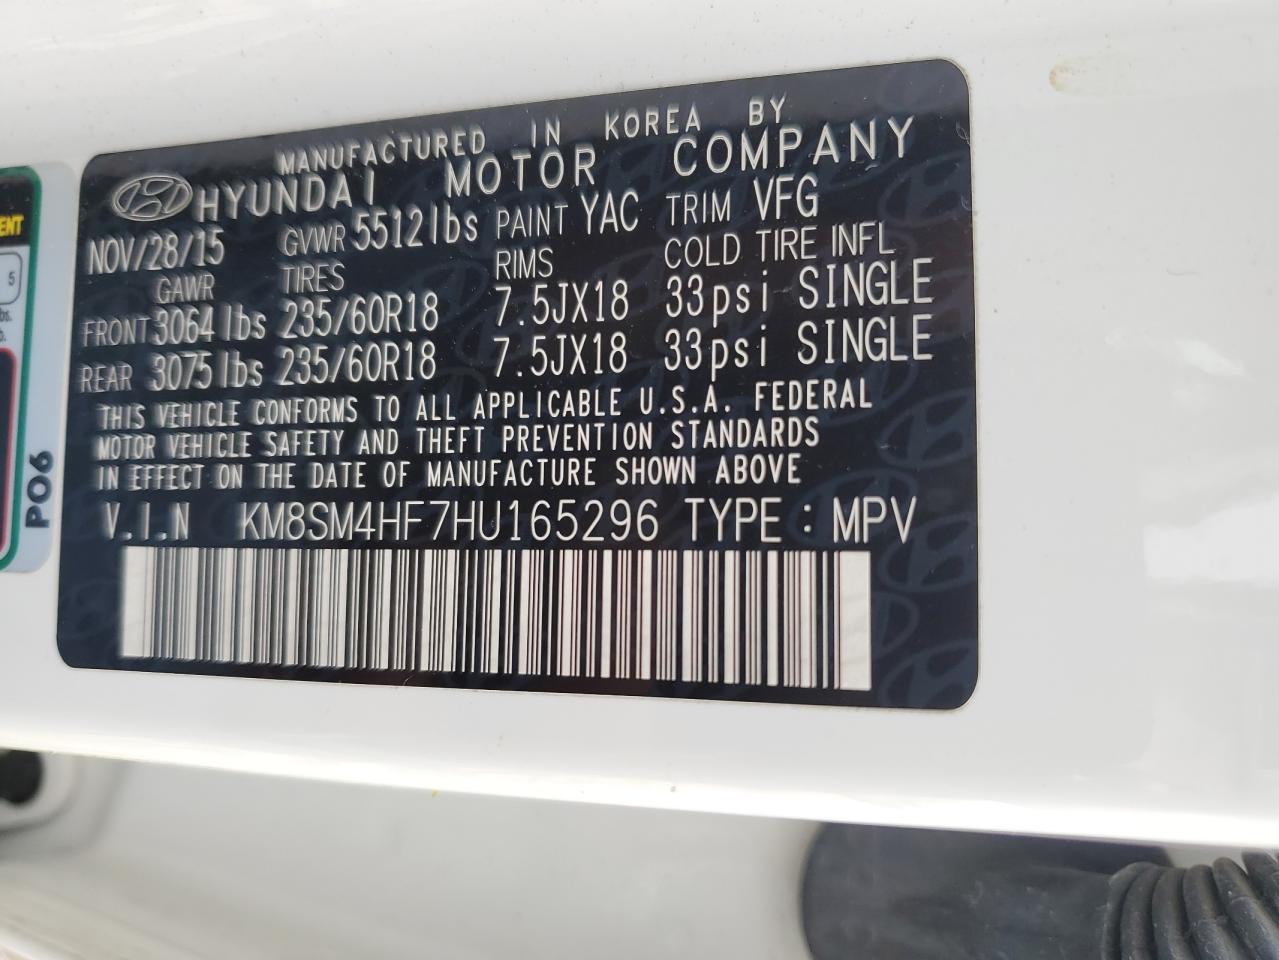 MANUFACTURED IN KOREA BY
HYUNDAI MOTOR COMPANY
NOV/28/15 GVWR 5512lbs PAINT YAC TRIM VFG
GAWR TIRES RIMS COLD TIRE INFL
FRONT 3064lbs 235/60R18 7.5JX18 33psi SINGLE
REAR 3075lbs 235/60R18 7.5JX18 33psi SINGLE
THIS VEHICLE CONFORMS TO ALL APPLICABLE U.S.A. FEDERAL
MOTOR VEHICLE SAFETY AND THEFT PREVENTION STANDARDS
IN EFFECT ON THE DATE OF MANUFACTURE SHOWN ABOVE
V.I.N KM8SM4HF7HU165296 TYPE : MPV
5
P06